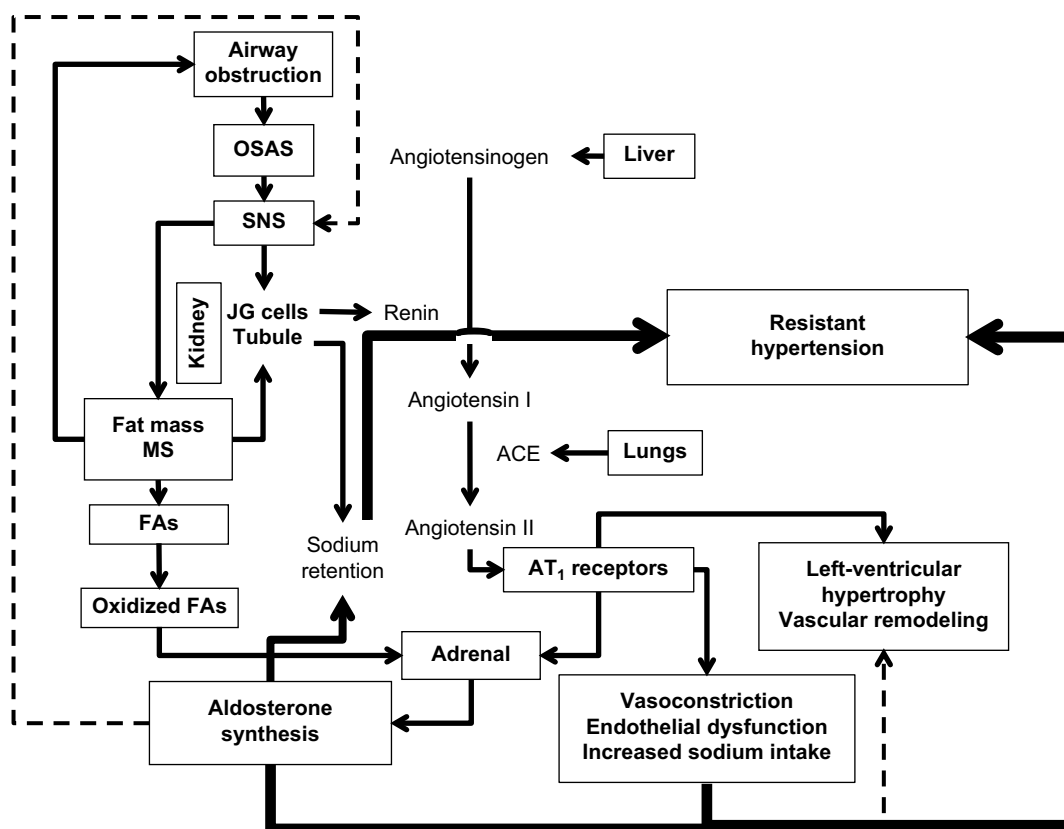 Airway
obstruction
OSAS
Angiotensinogen
Liver
SNS
Kidney
JG cells
Tubule
Renin
Resistant
hypertension
Fat mass
MS
Angiotensin I
ACE
Lungs
FAs
Angiotensin II
Sodium
retention
AT₁ receptors
Left-ventricular
hypertrophy
Vascular remodeling
Oxidized FAs
Adrenal
Aldosterone
synthesis
Vasoconstriction
Endothelial dysfunction
Increased sodium intake